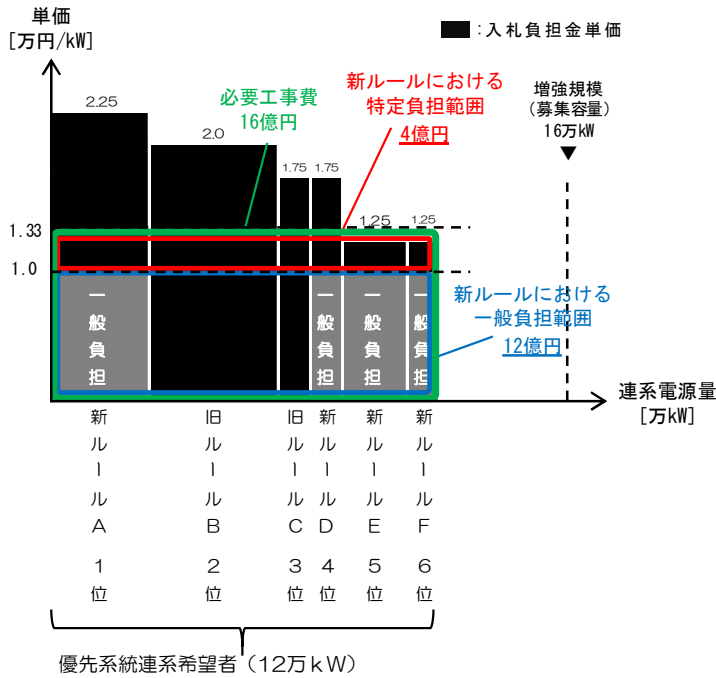 単価
[万円/kW]
:入札負担金単価
必要工事費
16億円
新ルールにおける
特定負担範囲
4億円
増強規模
(募集容量)
16万kW
2.25
2.0
1.75
1.75
1.25
1.25
1.33
1.0
一般負担
一般負担
一般負担
一般負担
新ルールにおける
一般負担範囲
12億円
連系電源量
[万kW]
新ルールA 1位
旧ルールB 2位
旧ルールC 3位
新ルールD 4位
新ルールE 5位
新ルールF 6位
優先系統連系希望者(12万kW)